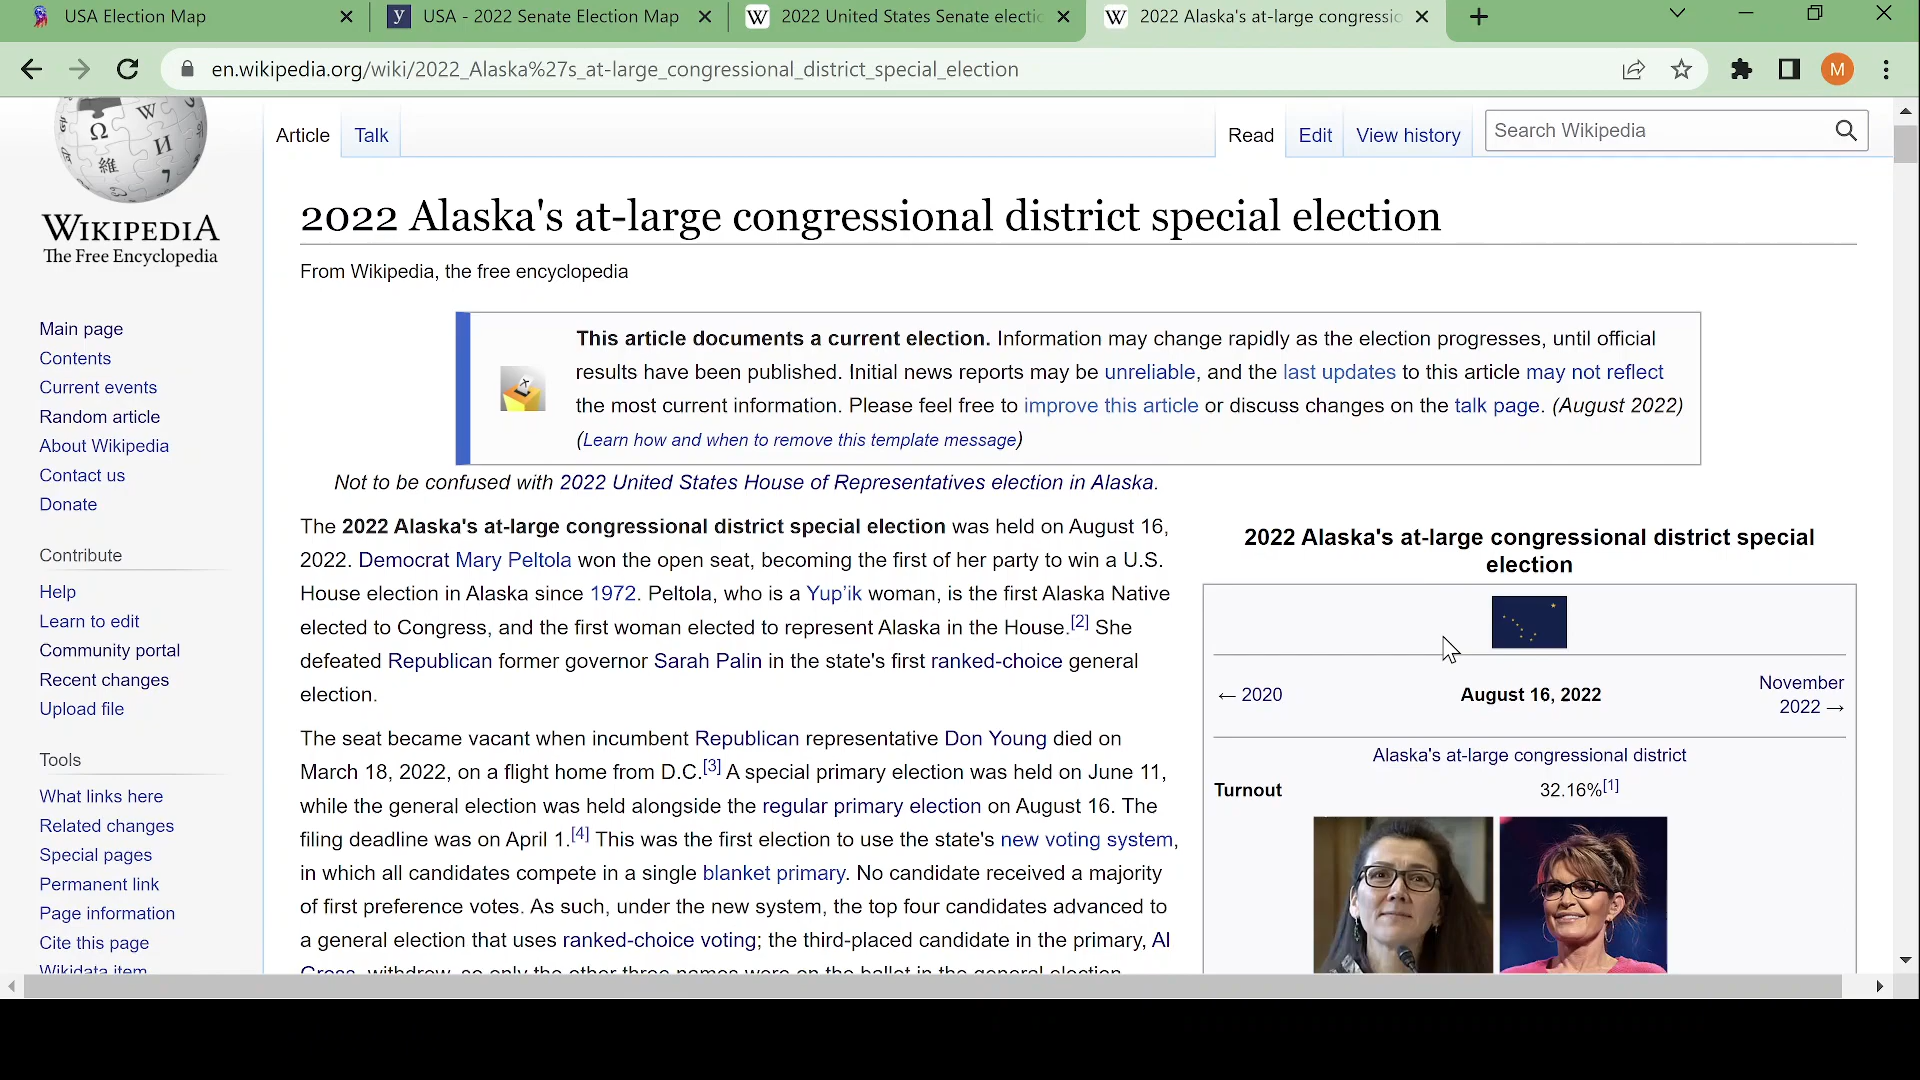 USA Election Map
USA - 2022 Senate Election Map
2022 United States Senate electio
2022 Alaska's at-large congressio
en.wikipedia.org/wiki/2022_Alaska%27s_at-large_congressional_district_special_election
M
WIKIPEDIA
The Free Encyclopedia
Main page
Contents
Current events
Random article
About Wikipedia
Contact us
Donate
Contribute
Help
Learn to edit
Community portal
Recent changes
Upload file
Tools
What links here
Related changes
Special pages
Permanent link
Page information
Cite this page
Wikidata item
Article Talk
Read Edit View history
Search Wikipedia
2022 Alaska's at-large congressional district special election
From Wikipedia, the free encyclopedia
This article documents a current election. Information may change rapidly as the election progresses, until official
results have been published. Initial news reports may be unreliable, and the last updates to this article may not reflect
the most current information. Please feel free to improve this article or discuss changes on the talk page. (August 2022)
(Learn how and when to remove this template message)
Not to be confused with 2022 United States House of Representatives election in Alaska.
The 2022 Alaska's at-large congressional district special election was held on August 16,
2022. Democrat Mary Peltola won the open seat, becoming the first of her party to win a U.S.
House election in Alaska since 1972. Peltola, who is a Yup'ik woman, is the first Alaska Native
elected to Congress, and the first woman elected to represent Alaska in the House.[2] She
defeated Republican former governor Sarah Palin in the state's first ranked-choice general
election.
The seat became vacant when incumbent Republican representative Don Young died on
March 18, 2022, on a flight home from D.C.[3] A special primary election was held on June 11,
while the general election was held alongside the regular primary election on August 16. The
filing deadline was on April 1.[4] This was the first election to use the state's new voting system,
in which all candidates compete in a single blanket primary. No candidate received a majority
of first preference votes. As such, under the new system, the top four candidates advanced to
a general election that uses ranked-choice voting; the third-placed candidate in the primary, Al
Gross, withdrew, so only the other three names were on the ballot in the general election
2022 Alaska's at-large congressional district special
election
← 2020
August 16, 2022
November
2022 →
Alaska's at-large congressional district
Turnout 32.16%[1]